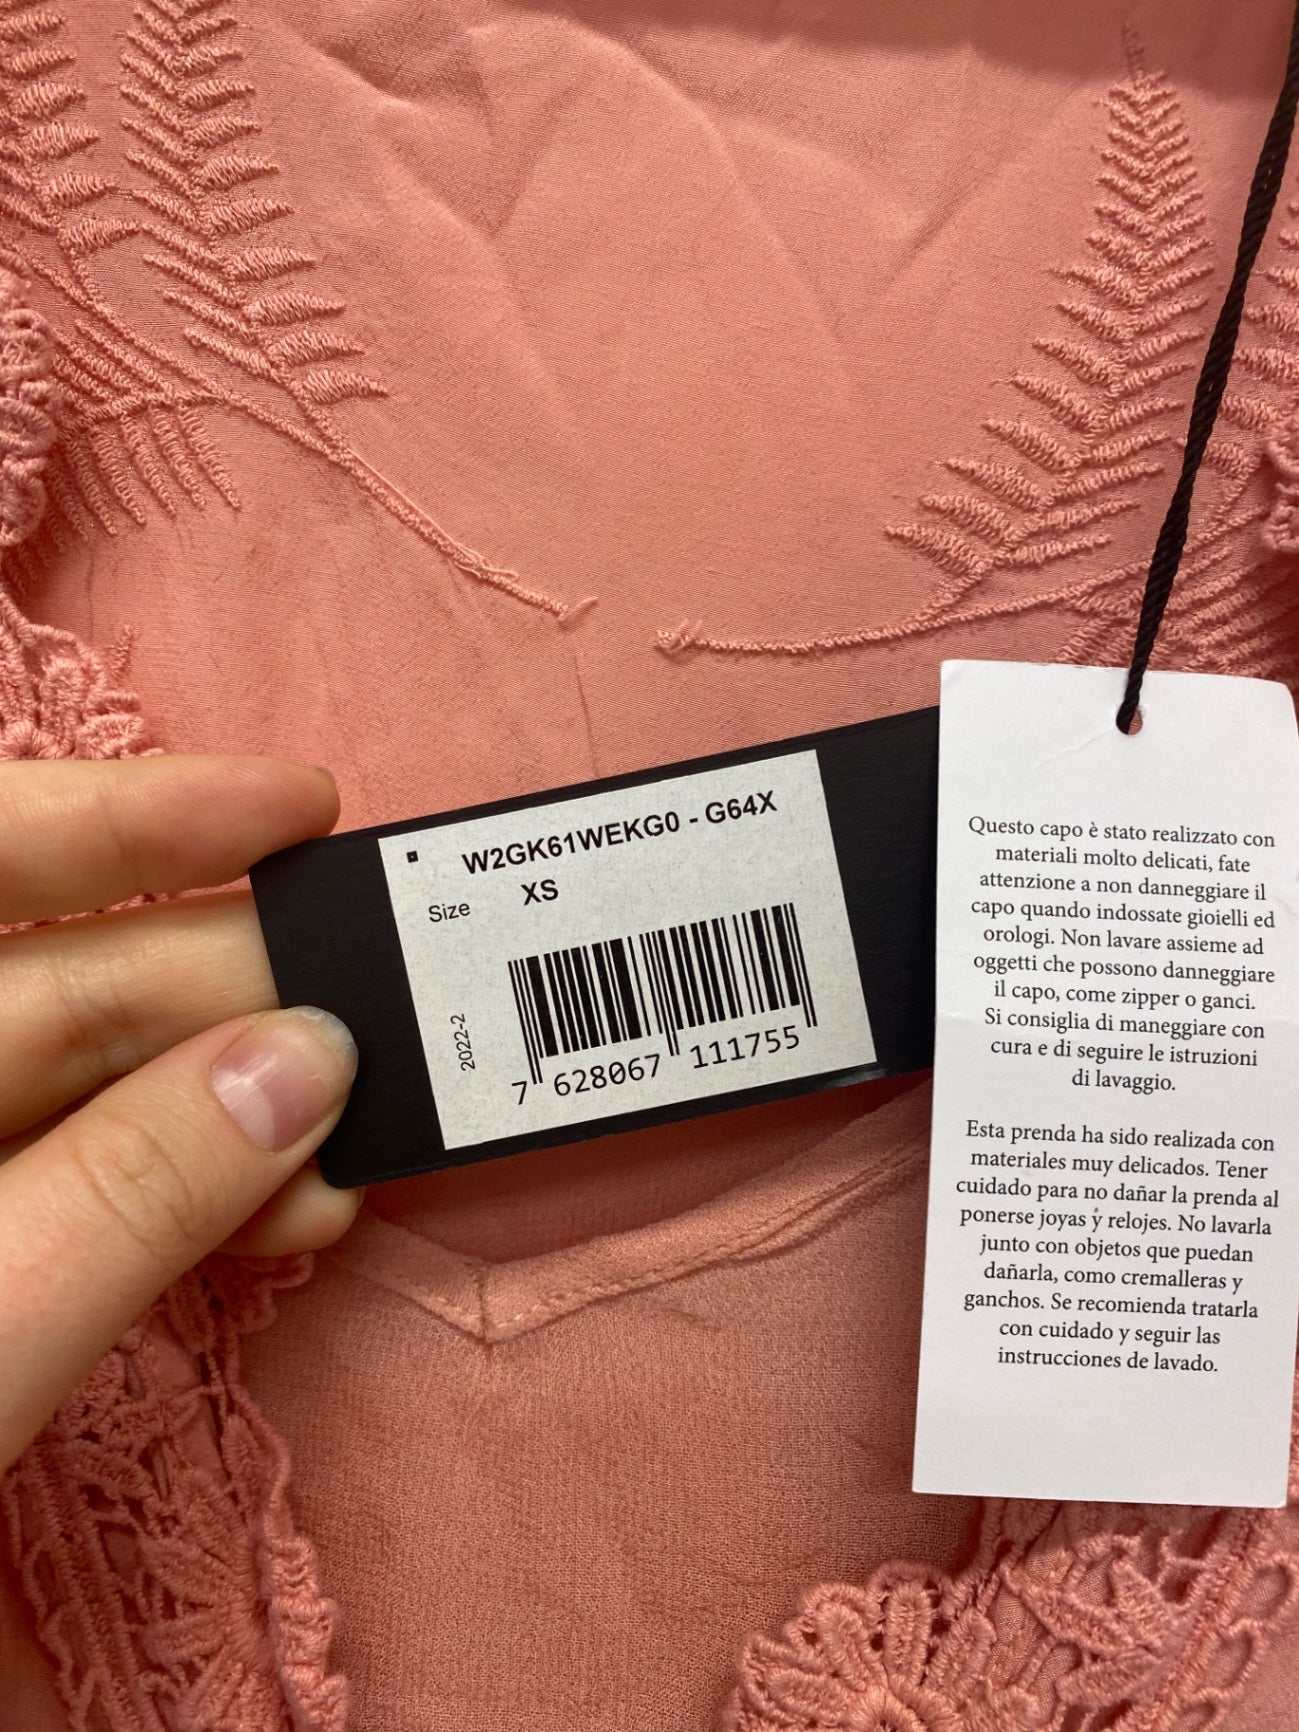 W2GK61WEKG0 - G64X
Size XS
2022-2
7 628067 111755
Questo capo è stato realizzato con
materiali molto delicati, fate
attenzione a non danneggiare il
capo quando indossate gioielli ed
orologi. Non lavare assieme ad
oggetti che possono danneggiare
il capo, come zipper o ganci.
Si consiglia di maneggiare con
cura e di seguire le istruzioni
di lavaggio.
Esta prenda ha sido realizada con
materiales muy delicados. Tener
cuidado para no dañar la prenda al
ponerse joyas y relojes. No lavarla
junto con objetos que puedan
dañarla, como cremalleras y
ganchos. Se recomienda tratarla
con cuidado y seguir las
instrucciones de lavado.